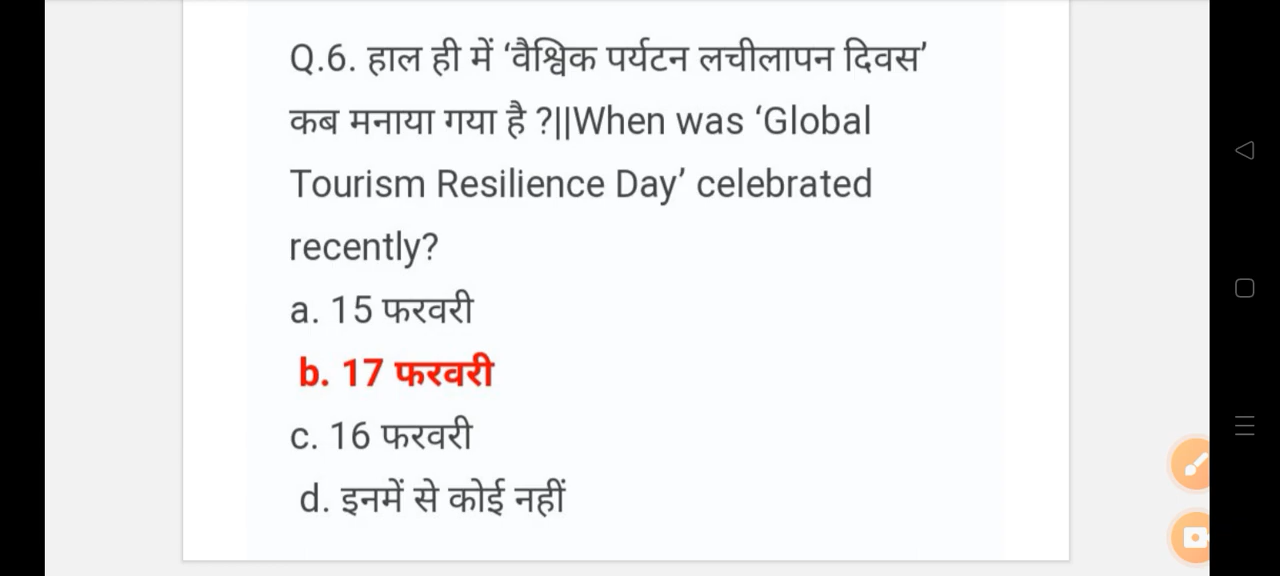 Q.6. हाल ही में ‘वैश्विक पर्यटन लचीलापन दिवस’
कब मनाया गया है ?||When was ‘Global
Tourism Resilience Day’ celebrated
recently?
a. 15 फरवरी
b. 17 फरवरी
c. 16 फरवरी
d. इनमें से कोई नहीं